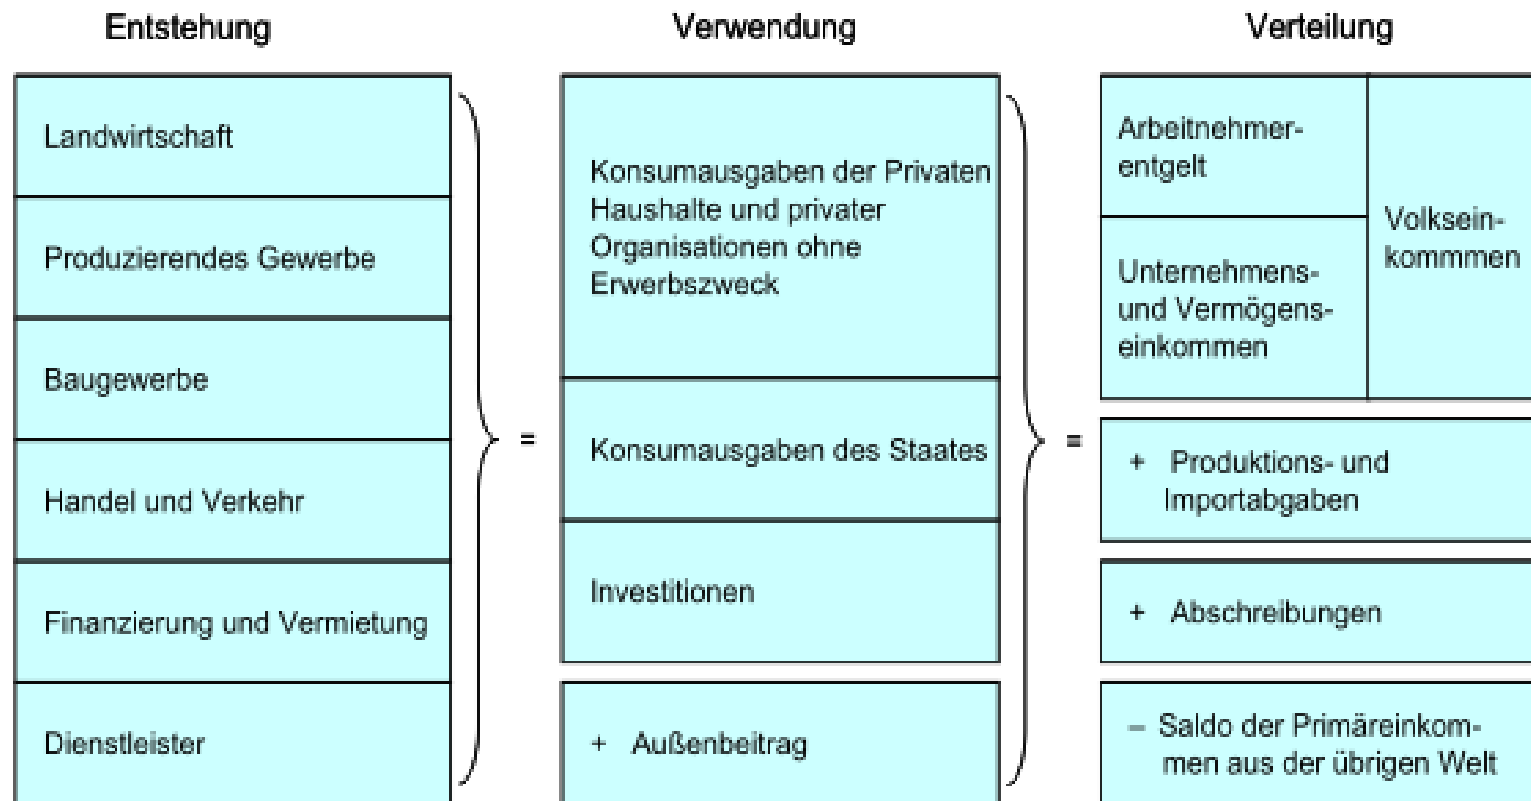 Entstehung
Landwirtschaft
Produzierendes Gewerbe
Baugewerbe
Handel und Verkehr
Finanzierung und Vermietung
Dienstleister
=
Verwendung
Konsumausgaben der Privaten
Haushalte und privater
Organisationen ohne
Erwerbszweck
Konsumausgaben des Staates
Investitionen
+ Außenbeitrag
=
Verteilung
Arbeitnehmer-
entgelt
Unternehmens-
und Vermögens-
einkommen
Volksein-
kommmen
+ Produktions- und
Importabgaben
+ Abschreibungen
– Saldo der Primäreinkom-
men aus der übrigen Welt